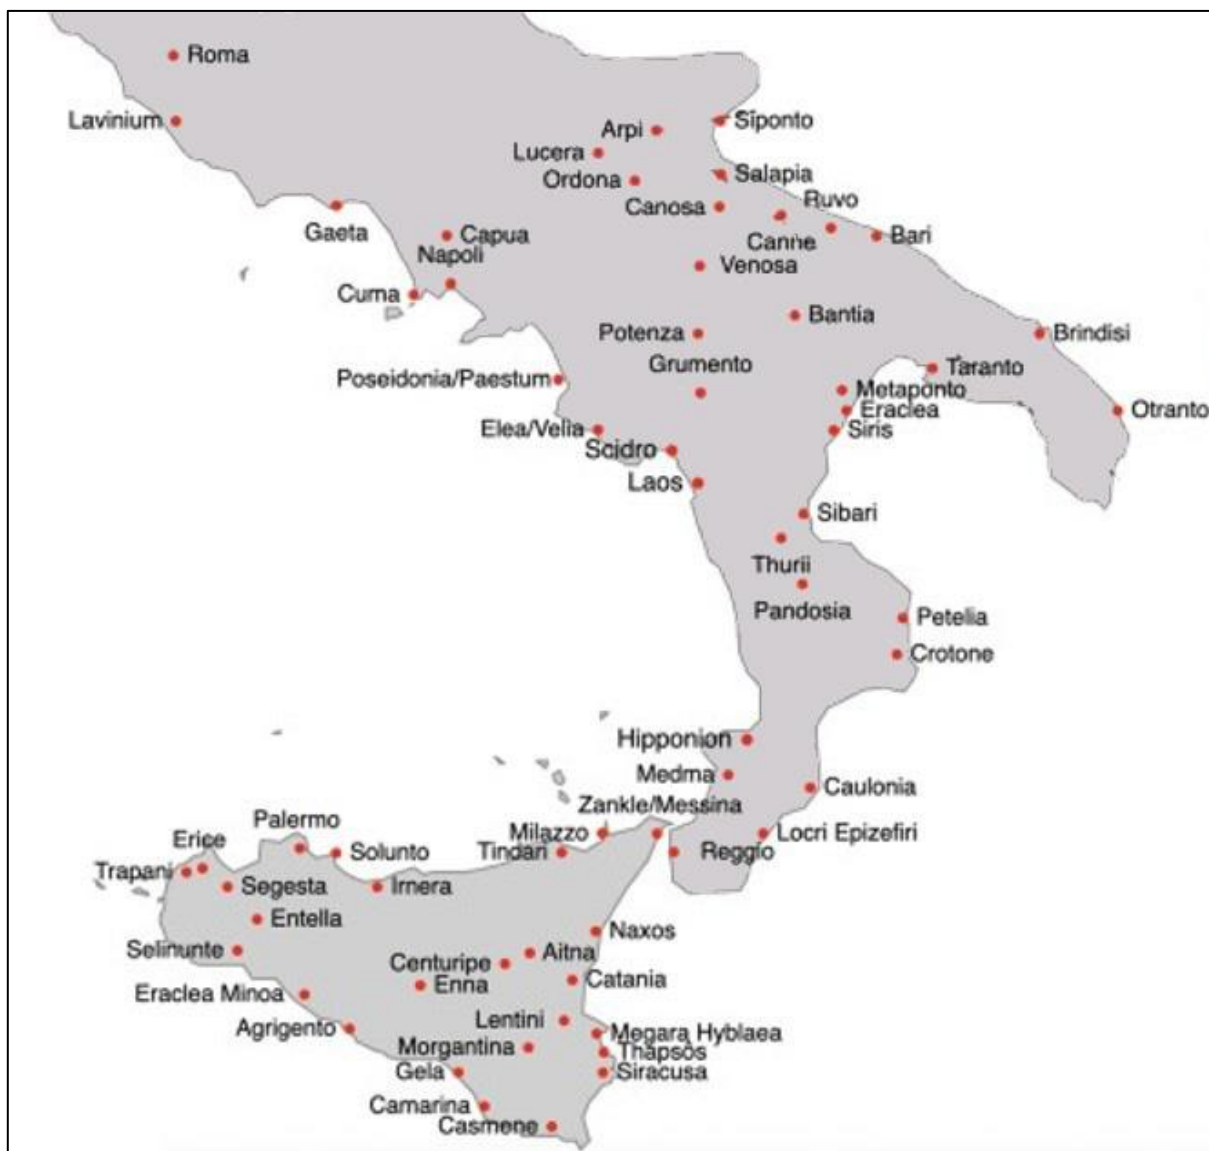 Roma
Lavinium
Siponto
Arpi
Lucera
Salapia
Ordona
Ruvo
Canosa
Gaeta
Capua
Canne
Bari
Napoli
Venosa
Cuma
Bantia
Potenza
Brindisi
Grumento
Taranto
Poseidonia/Paestum
Metaponto
Eraclea
Otranto
Elea/Velia
Siris
Scidro
Laos
Sibari
Thurii
Pandosia
Petelia
Crotone
Hipponion
Medma
Caulonia
Zankle/Messina
Milazzo
Locri Epizefiri
Palermo
Erice
Solunto
Tindari
Reggio
Trapani
Segesta
Imera
Entella
Naxos
Selinunte
Aitna
Centuripe
Catania
Enna
Eraclea Minoa
Lentini
Agrigento
Megara Hyblaea
Morgantina
Thapsos
Gela
Siracusa
Camarina
Casmene